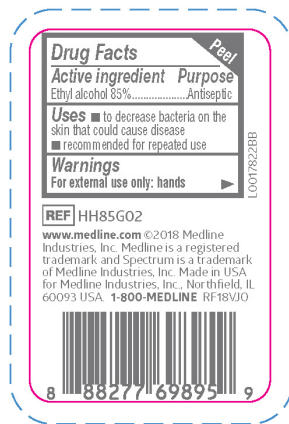 Drug Facts
Peel
Active ingredient Purpose
Ethyl alcohol 85%.....................Antiseptic
Uses ■ to decrease bacteria on the
skin that could cause disease
■ recommended for repeated use
Warnings
For external use only: hands
L0017822BB
REF HH85G02
www.medline.com ©2018 Medline
Industries, Inc. Medline is a registered
trademark and Spectrum is a trademark
of Medline Industries, Inc. Made in USA
for Medline Industries, Inc., Northfield, IL
60093 USA. 1-800-MEDLINE RF18VJO
8 88277 69895 9